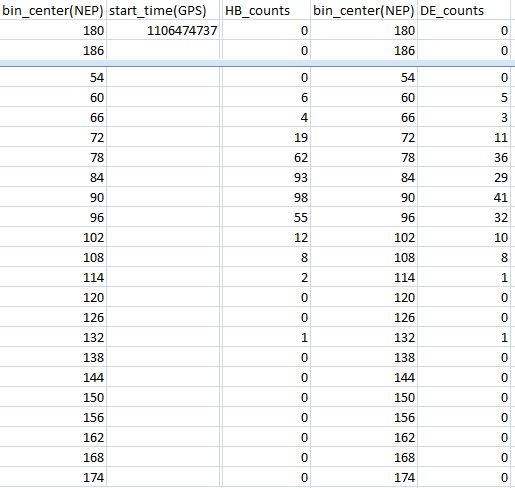 bin_center(NEP) start_time(GPS) HB_counts bin_center(NEP) DE_counts
180 1106474737 0 180 0
186 0 186 0
54 0 54 0
60 6 60 5
66 4 66 3
72 19 72 11
78 62 78 36
84 93 84 29
90 98 90 41
96 55 96 32
102 12 102 10
108 8 108 8
114 2 114 1
120 0 120 0
126 0 126 0
132 1 132 1
138 0 138 0
144 0 144 0
150 0 150 0
156 0 156 0
162 0 162 0
168 0 168 0
174 0 174 0